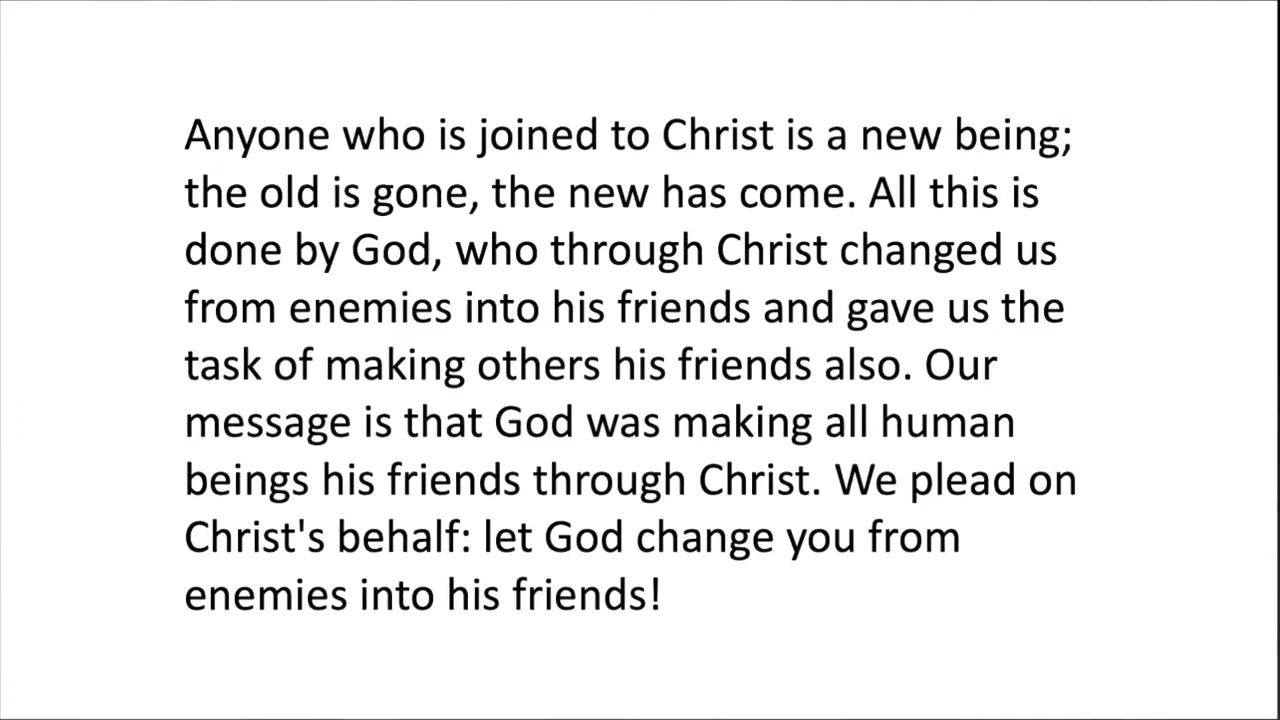 Anyone who is joined to Christ is a new being;
the old is gone, the new has come. All this is
done by God, who through Christ changed us
from enemies into his friends and gave us the
task of making others his friends also. Our
message is that God was making all human
beings his friends through Christ. We plead on
Christ's behalf: let God change you from
enemies into his friends!